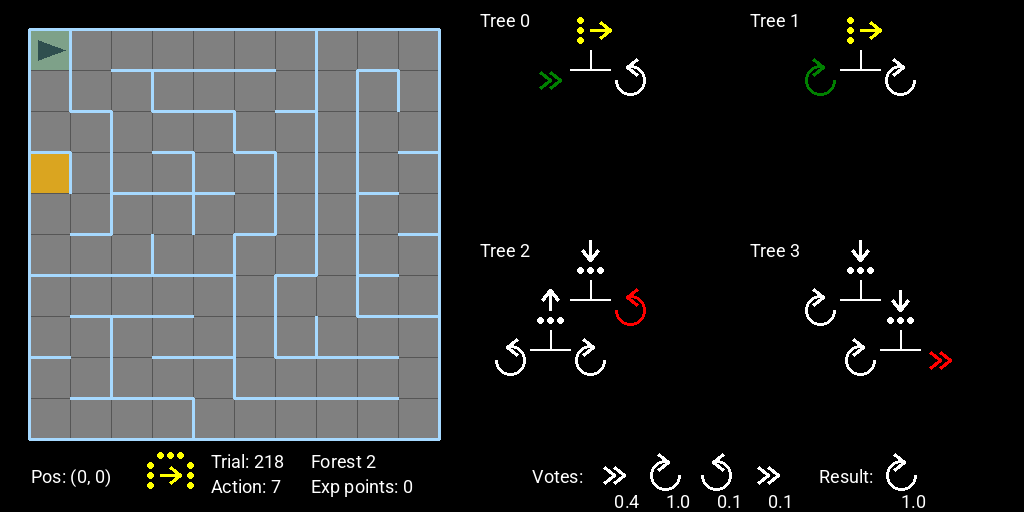 Tree 0
Tree 1
Tree 2
Tree 3
Pos: (0, 0)
Trial: 218
Forest 2
Action: 7
Exp points: 0
Votes:
0.4
1.0
0.1
0.1
Result:
1.0